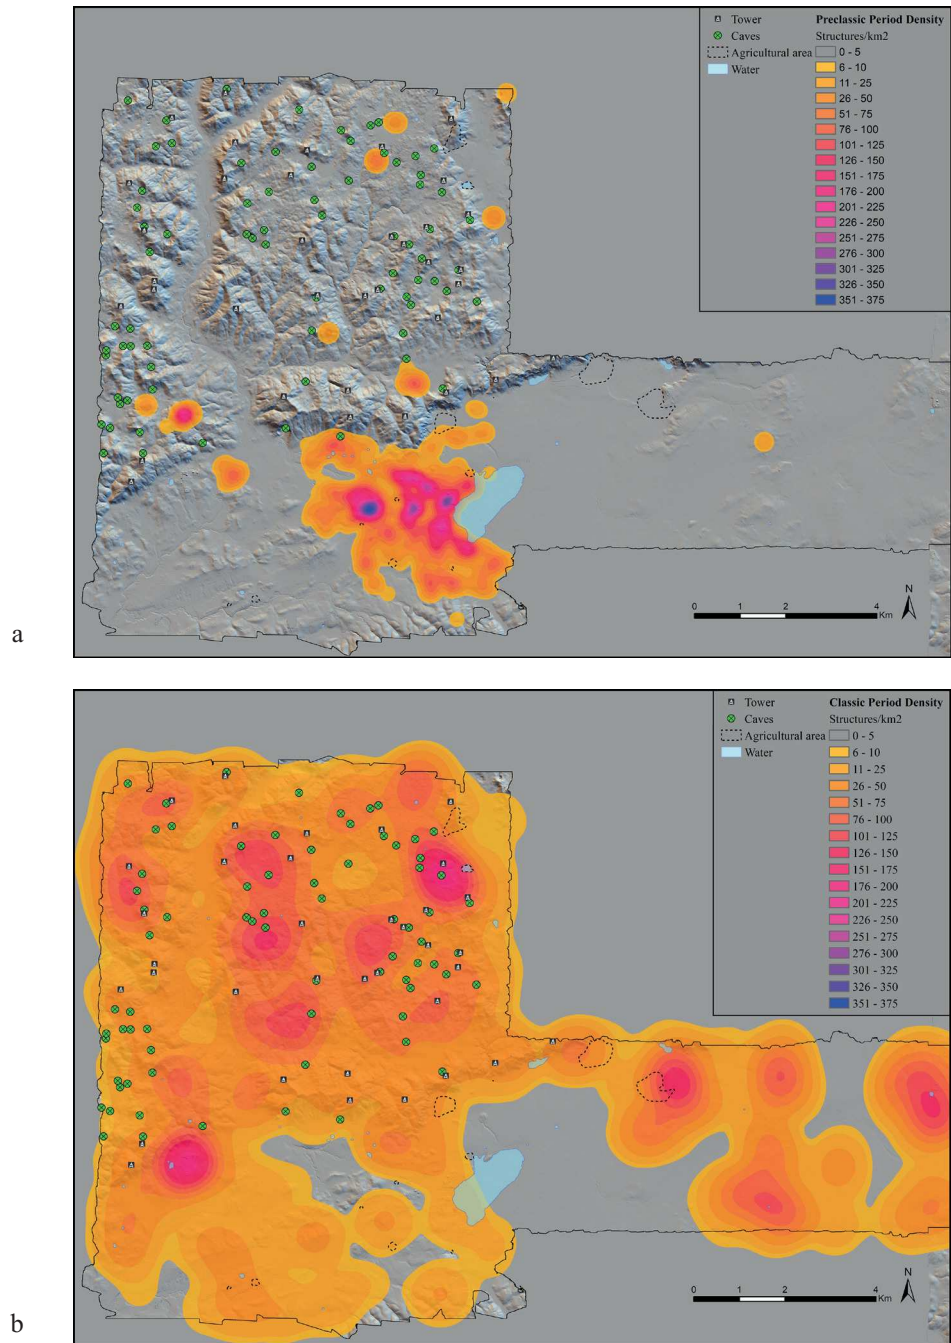 Tower Preclassic Period Density
Caves Structures/km2
Agricultural area 0 - 5
Water 6 - 10
11 - 25
26 - 50
51 - 75
76 - 100
101 - 125
126 - 150
151 - 175
176 - 200
201 - 225
226 - 250
251 - 275
276 - 300
301 - 325
326 - 350
351 - 375
N
0 1 2 4
Km
a
Tower Classic Period Density
Caves Structures/km2
Agricultural area 0 - 5
Water 6 - 10
11 - 25
26 - 50
51 - 75
76 - 100
101 - 125
126 - 150
151 - 175
176 - 200
201 - 225
226 - 250
251 - 275
276 - 300
301 - 325
326 - 350
351 - 375
N
0 1 2 4
Km
b